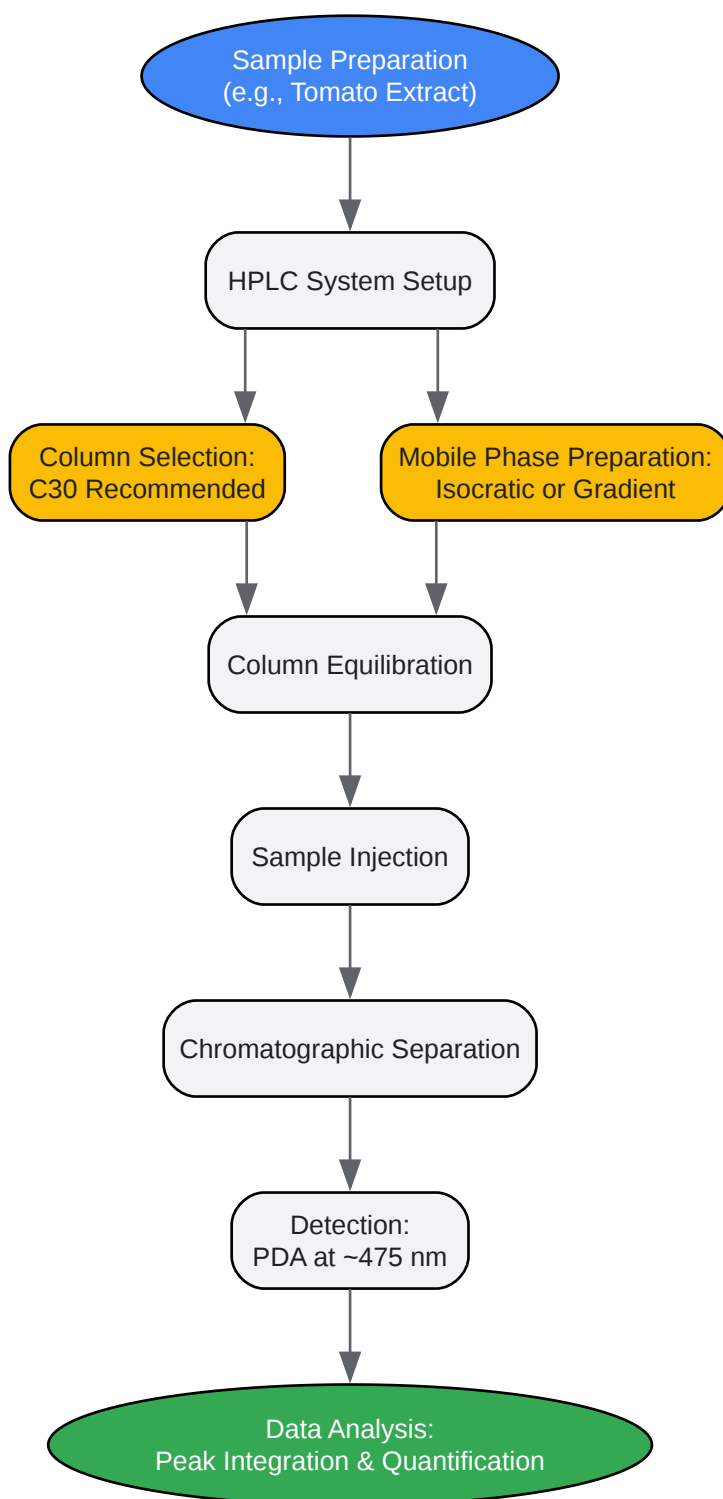 Sample Preparation
(e.g., Tomato Extract)
HPLC System Setup
Column Selection:
C30 Recommended
Mobile Phase Preparation:
Isocratic or Gradient
Column Equilibration
Sample Injection
Chromatographic Separation
Detection:
PDA at ~475 nm
Data Analysis:
Peak Integration & Quantification